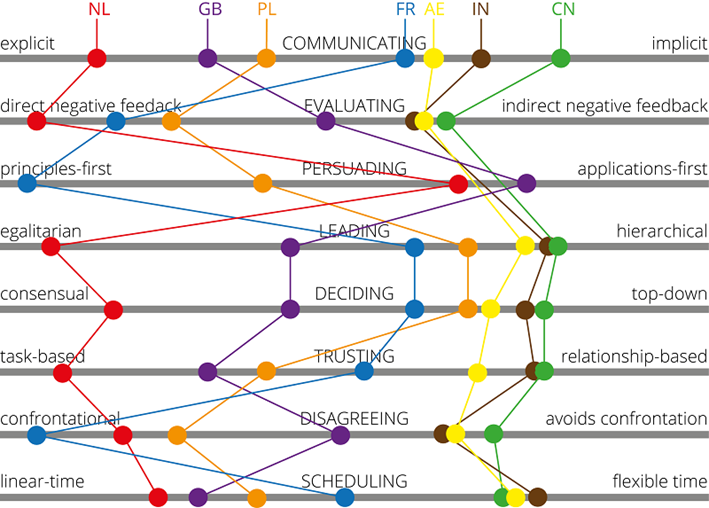 NL GB PL FR AE IN CN
explicit COMMUNICATING implicit
direct negative feedack EVALUATING indirect negative feedback
principles-first PERSUADING applications-first
egalitarian LEADING hierarchical
consensual DECIDING top-down
task-based TRUSTING relationship-based
confrontational DISAGREEING avoids confrontation
linear-time SCHEDULING flexible time